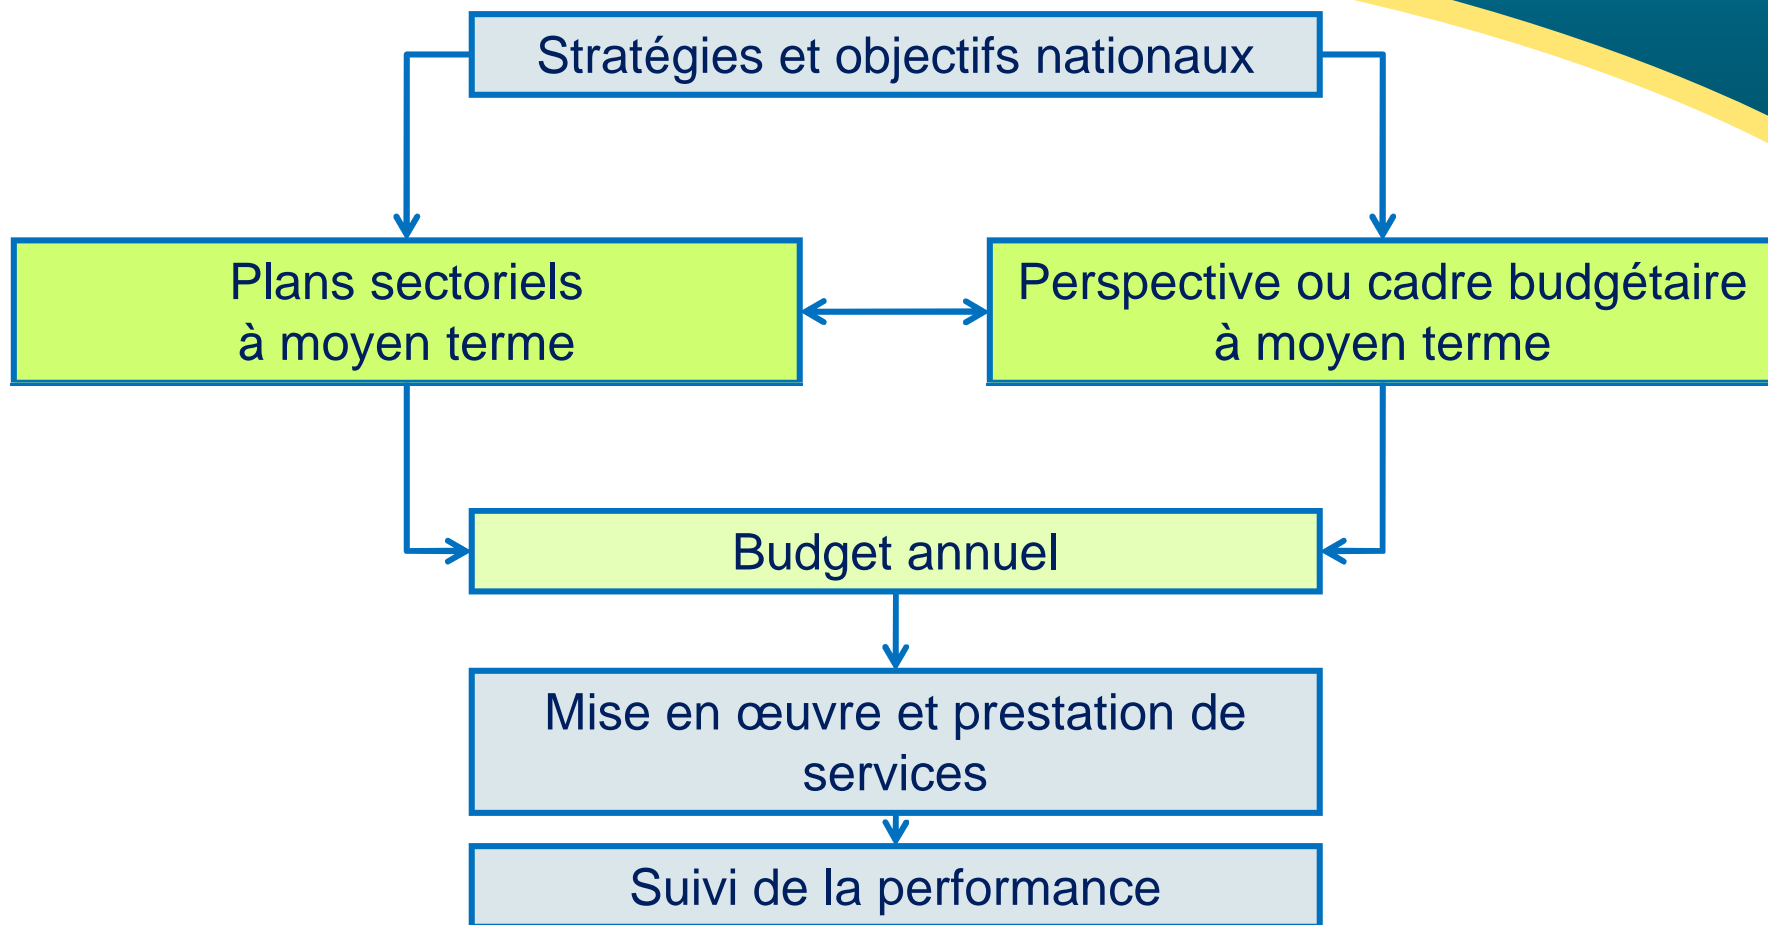 Stratégies et objectifs nationaux
Plans sectoriels
à moyen terme
Perspective ou cadre budgétaire
à moyen terme
Budget annuel
Mise en œuvre et prestation de
services
Suivi de la performance